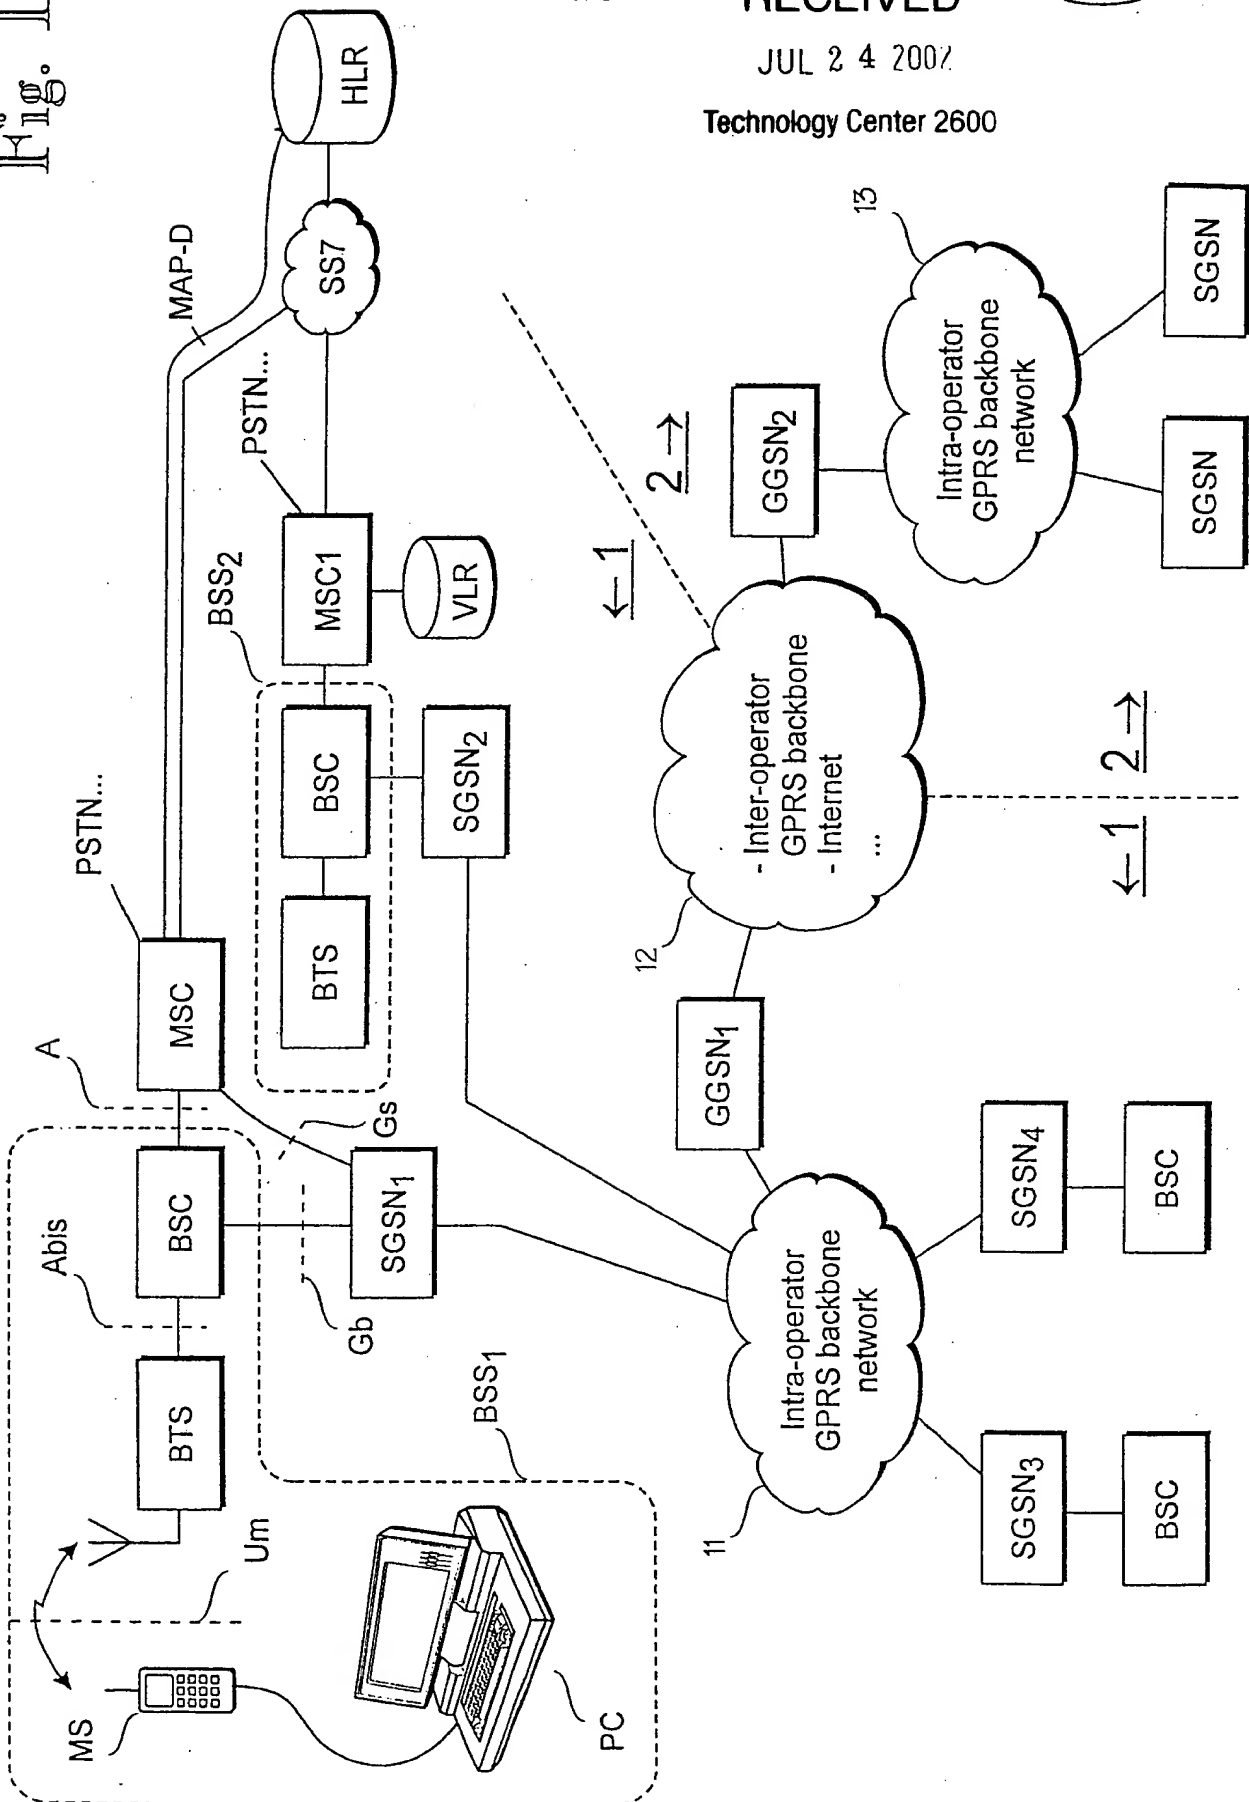 RECEIVED
JUL 2 4 2002
Technology Center 2600
Fig. 1
MS
Um
BTS
Abis
BSC
A
MSC
PSTN...
MAP-D
HLR
SS7
PSTN...
MSC1
VLR
BSS2
BSC
BTS
SGSN2
Gs
Gb
SGSN1
BSS1
PC
←1
2→
12
- Inter-operator
GPRS backbone
- Internet
...
GGSN2
GGSN1
13
Intra-operator
GPRS backbone
network
SGSN
SGSN
11
Intra-operator
GPRS backbone
network
SGSN3
BSC
SGSN4
BSC
←1
2→